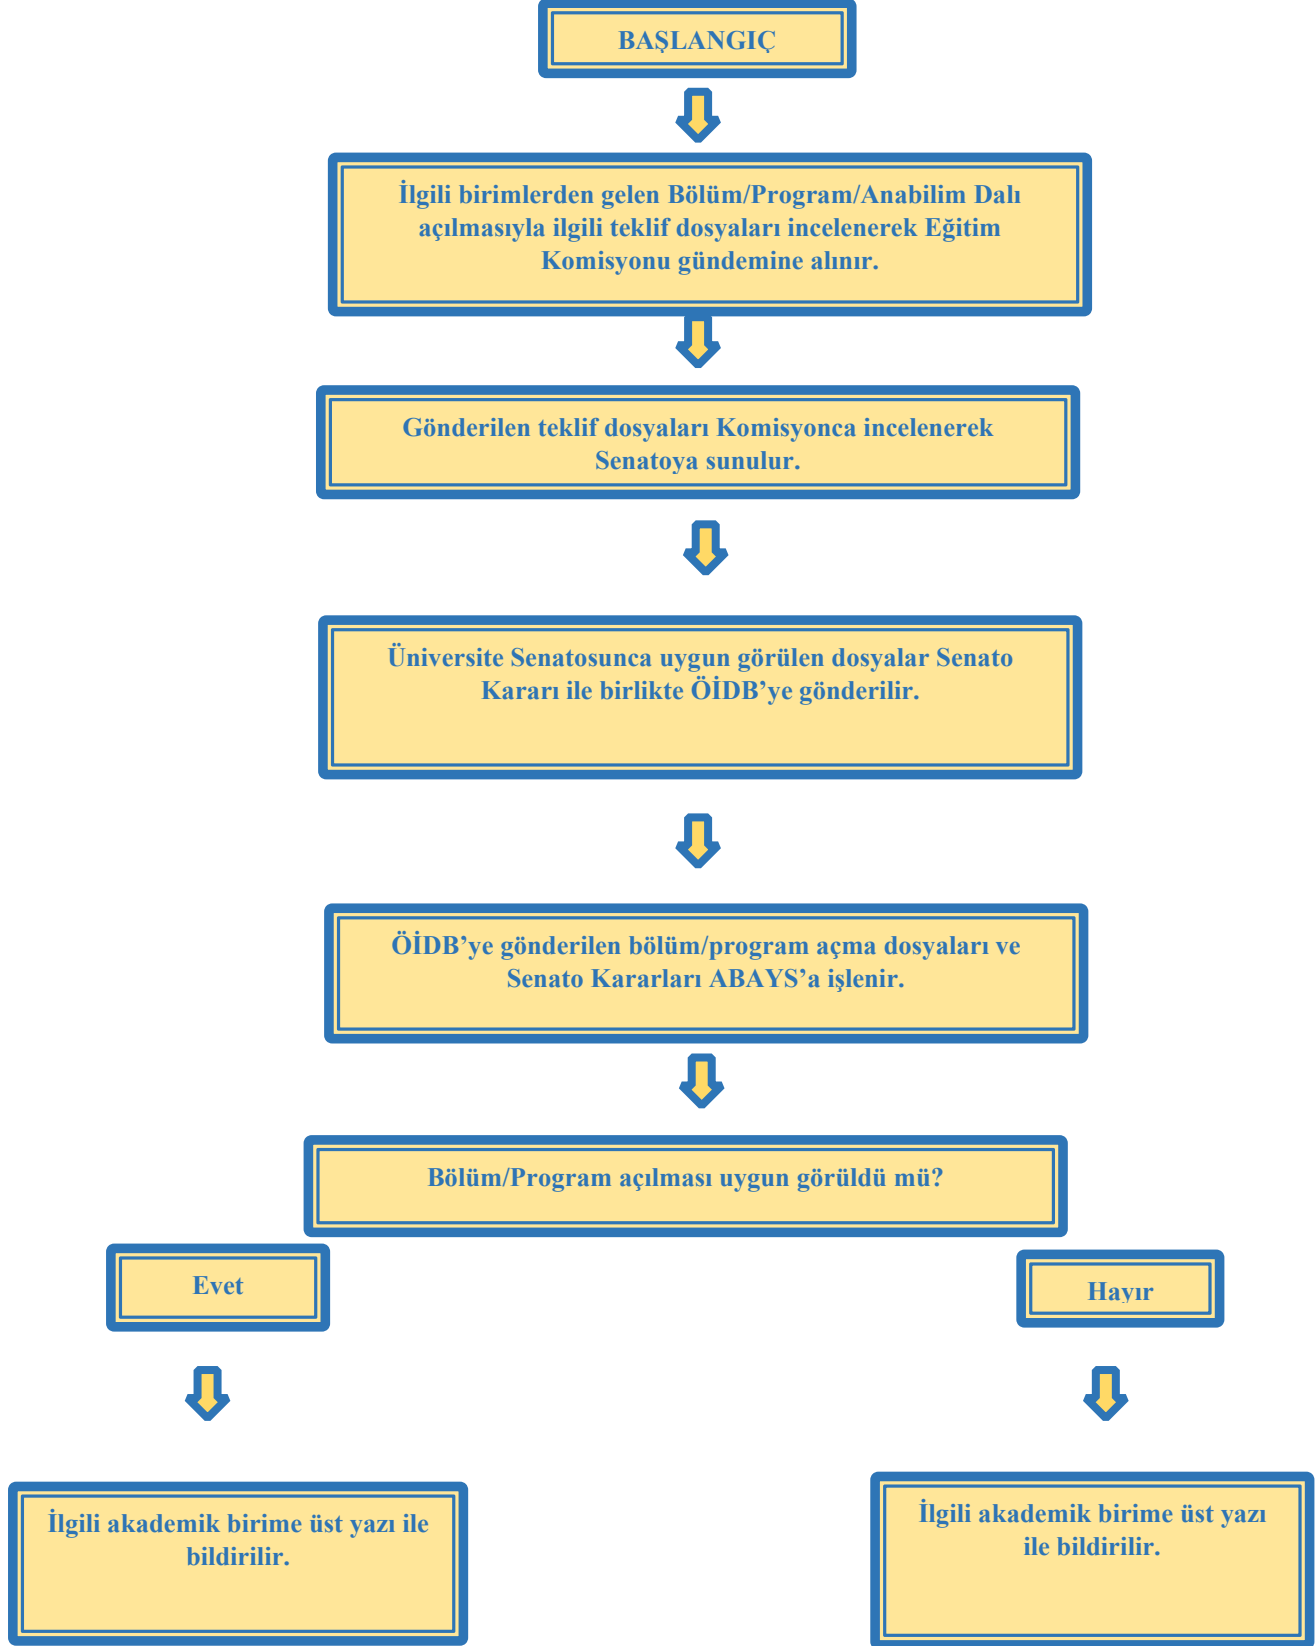 BAŞLANGIÇ
İlgili birimlerden gelen Bölüm/Program/Anabilim Dalı
açılmasıyla ilgili teklif dosyaları incelenerek Eğitim
Komisyonu gündemine alınır.
Gönderilen teklif dosyaları Komisyonca incelenerek
Senatoya sunulur.
Üniversite Senatosunca uygun görülen dosyalar Senato
Kararı ile birlikte ÖİDB’ye gönderilir.
ÖİDB’ye gönderilen bölüm/program açma dosyaları ve
Senato Kararları ABAYS’a işlenir.
Bölüm/Program açılması uygun görüldü mü?
Evet
Hayır
İlgili akademik birime üst yazı ile
bildirilir.
İlgili akademik birime üst yazı
ile bildirilir.